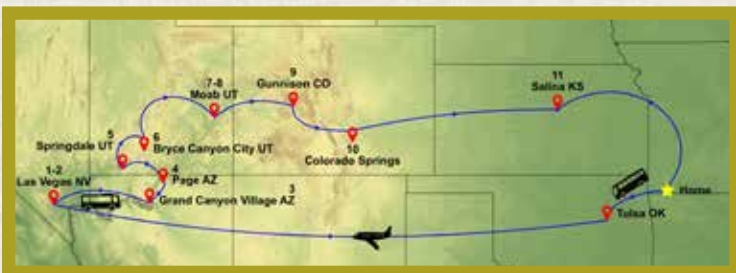 9
Gunnison CO
7-8
Moab UT
11
Salina KS
5
Springdale UT
6
Bryce Canyon City UT
10
Colorado Springs
4
Page AZ
1-2
Las Vegas NV
3
Grand Canyon Village AZ
Home
Tulsa OK